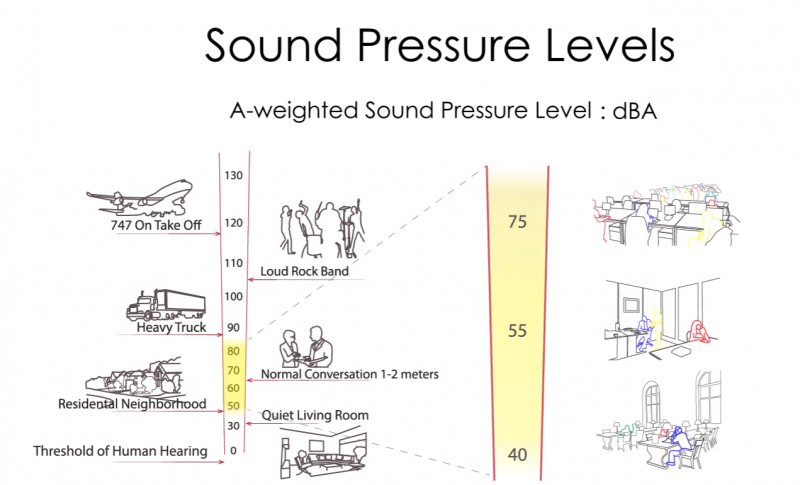 Sound Pressure Levels
A-weighted Sound Pressure Level : dBA
130
747 On Take Off
120
110
Loud Rock Band
100
Heavy Truck
90
80
Normal Conversation 1-2 meters
70
60
Residental Neighborhood
50
Quiet Living Room
30
Threshold of Human Hearing
0
75
55
40